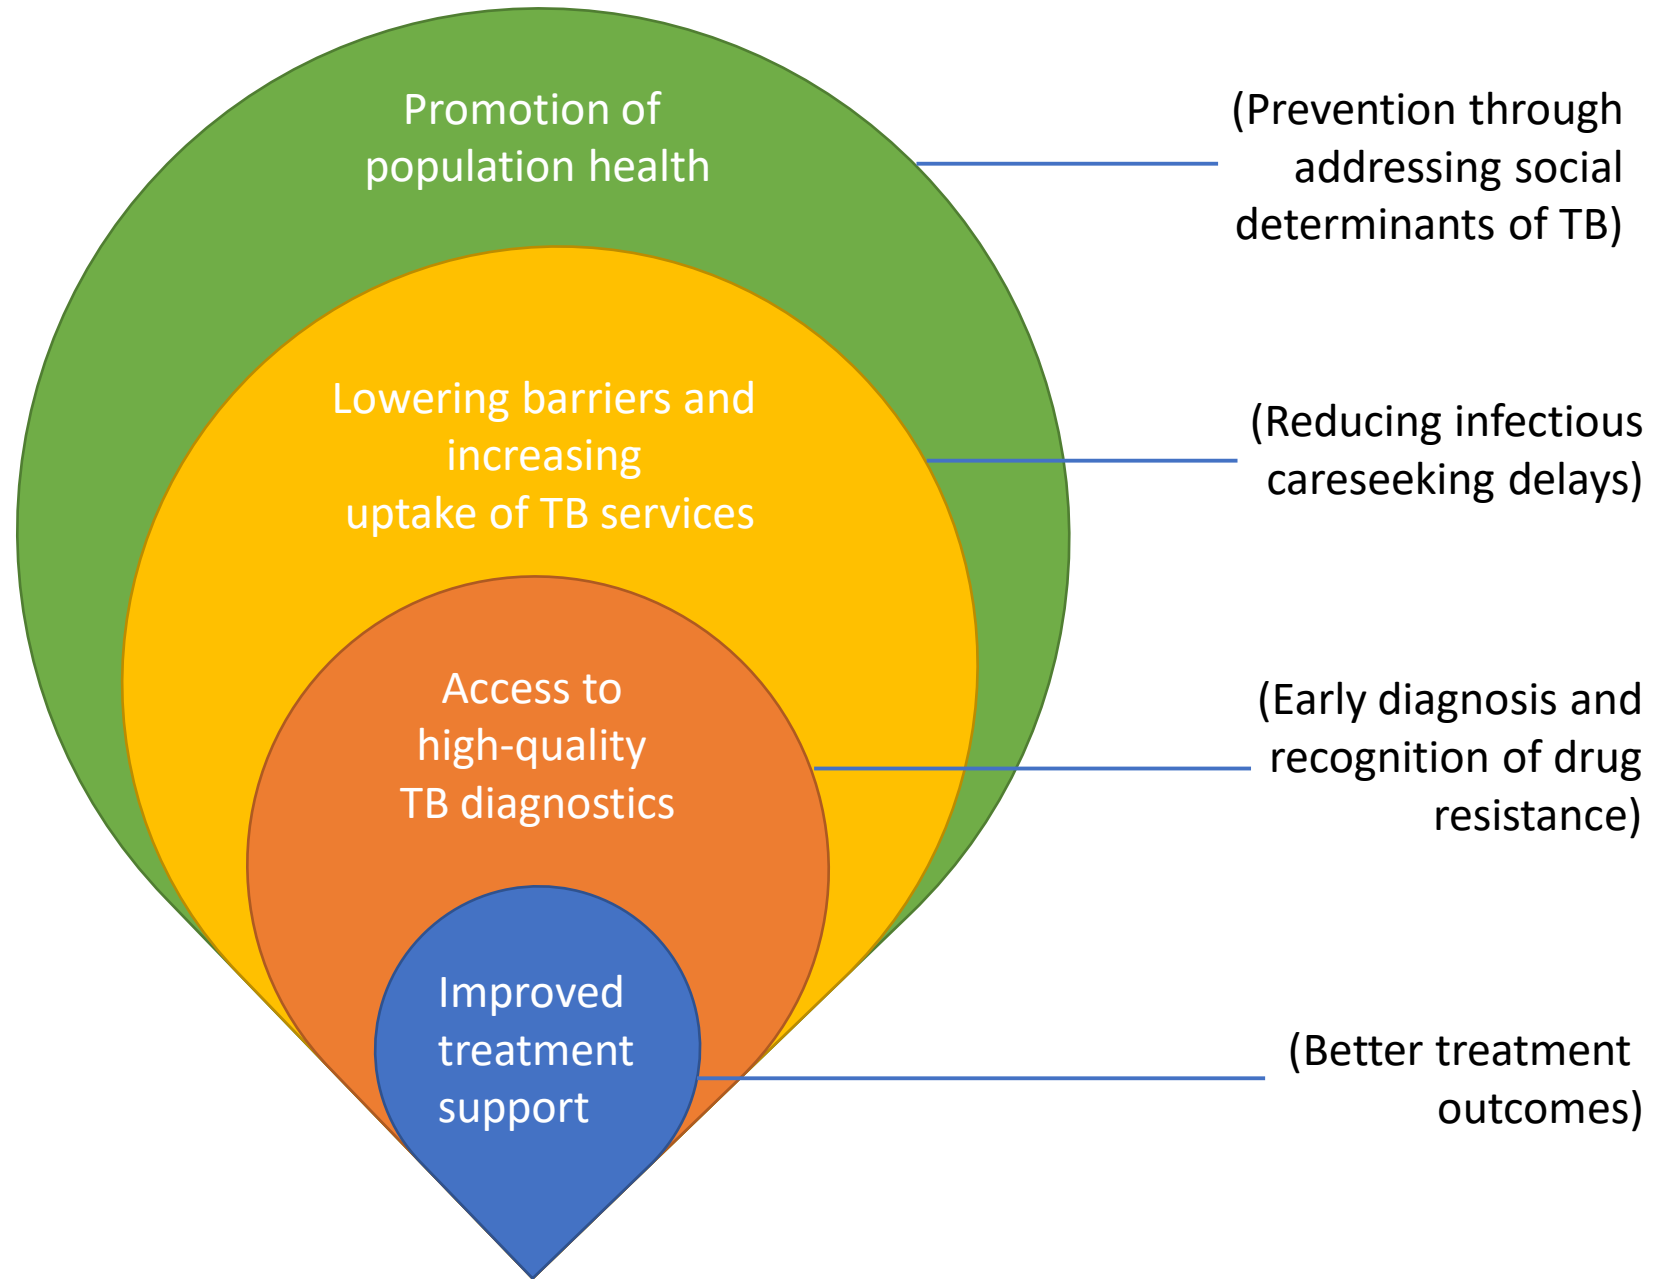 Promotion of
population health
(Prevention through
addressing social
determinants of TB)
Lowering barriers and
increasing
uptake of TB services
(Reducing infectious
careseeking delays)
Access to
high-quality
TB diagnostics
(Early diagnosis and
recognition of drug
resistance)
Improved
treatment
support
(Better treatment
outcomes)